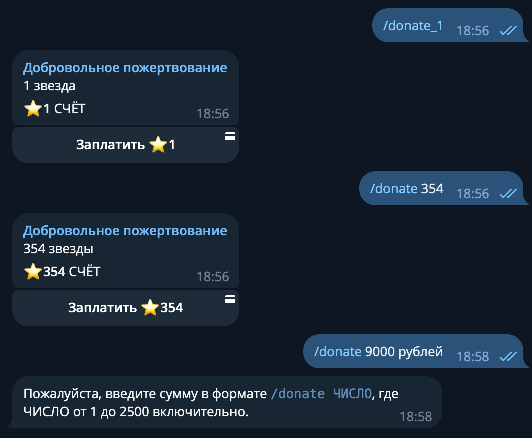 /donate_1 18:56
Добровольное пожертвование
1 звезда
⭐1 СЧЁТ 18:56
Заплатить ⭐1
/donate 354 18:56
Добровольное пожертвование
354 звезды
⭐354 СЧЁТ 18:56
Заплатить ⭐354
/donate 9000 рублей 18:58
Пожалуйста, введите сумму в формате /donate ЧИСЛО, где
ЧИСЛО от 1 до 2500 включительно. 18:58